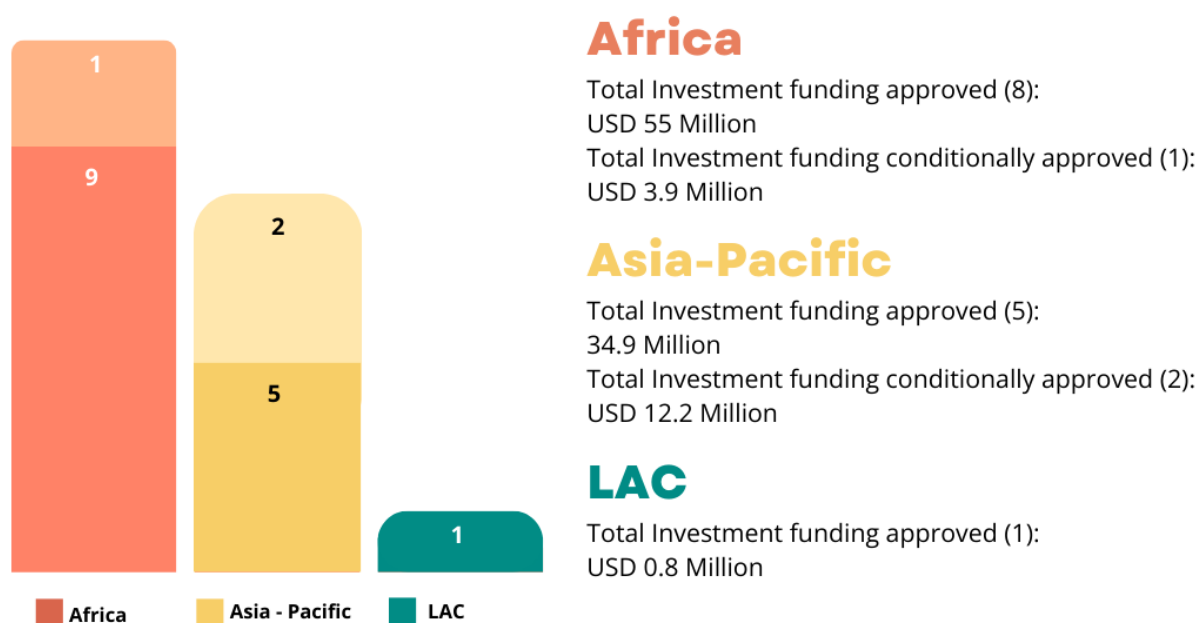 1
9
2
5
1
Africa
Asia - Pacific
LAC
Africa
Total Investment funding approved (8):
USD 55 Million
Total Investment funding conditionally approved (1):
USD 3.9 Million
Asia-Pacific
Total Investment funding approved (5):
34.9 Million
Total Investment funding conditionally approved (2):
USD 12.2 Million
LAC
Total Investment funding approved (1):
USD 0.8 Million